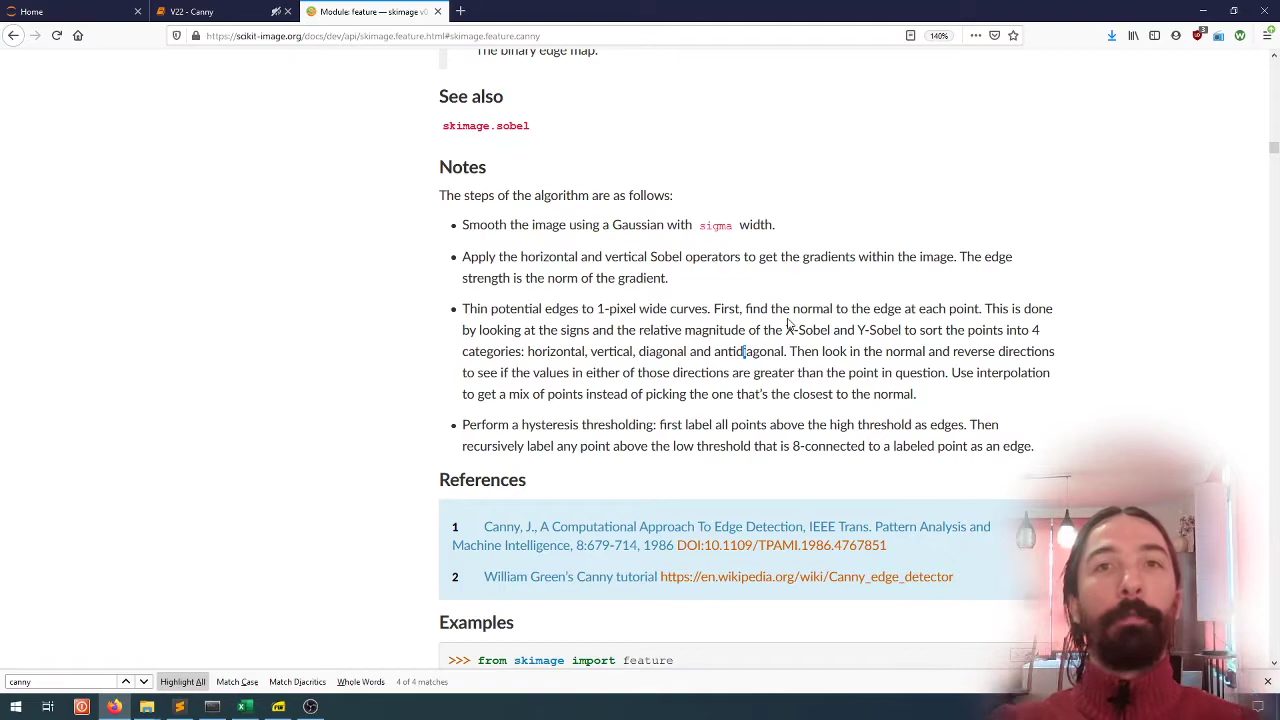 Home
V22 - Canny
Module: feature — skimage v0
https://scikit-image.org/docs/dev/api/skimage.feature.html#skimage.feature.canny
140%
The binary edge map.
See also
skimage.sobel
Notes
The steps of the algorithm are as follows:
• Smooth the image using a Gaussian with sigma width.
• Apply the horizontal and vertical Sobel operators to get the gradients within the image. The edge
strength is the norm of the gradient.
• Thin potential edges to 1-pixel wide curves. First, find the normal to the edge at each point. This is done
by looking at the signs and the relative magnitude of the X-Sobel and Y-Sobel to sort the points into 4
categories: horizontal, vertical, diagonal and antidiagonal. Then look in the normal and reverse directions
to see if the values in either of those directions are greater than the point in question. Use interpolation
to get a mix of points instead of picking the one that's the closest to the normal.
• Perform a hysteresis thresholding: first label all points above the high threshold as edges. Then
recursively label any point above the low threshold that is 8-connected to a labeled point as an edge.
References
1 Canny, J., A Computational Approach To Edge Detection, IEEE Trans. Pattern Analysis and
Machine Intelligence, 8:679-714, 1986 DOI:10.1109/TPAMI.1986.4767851
2 William Green's Canny tutorial https://en.wikipedia.org/wiki/Canny_edge_detector
Examples
>>> from skimage import feature
canny
Highlight All
Match Case
Match Diacritics
Whole Words
4 of 4 matches